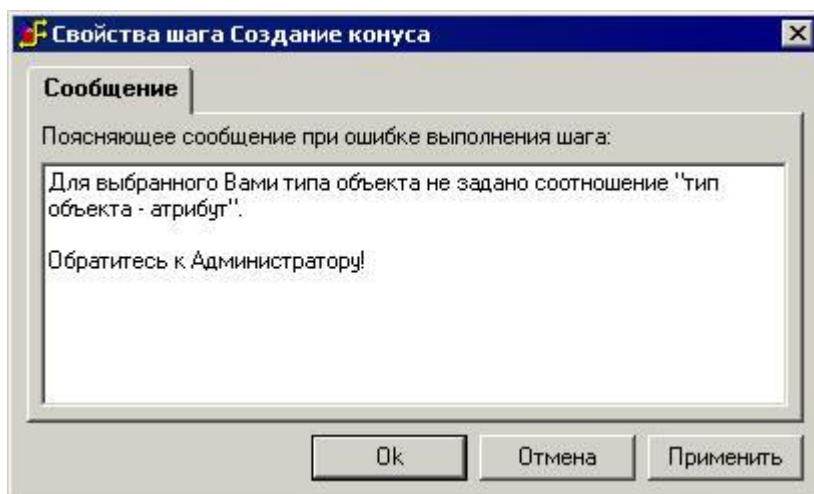 Свойства шага Создание конуса
Сообщение
Поясняющее сообщение при ошибке выполнения шага:
Для выбранного Вами типа объекта не задано соотношение "тип
объекта - атрибут".
Обратитесь к Администратору!
Ok
Отмена
Применить